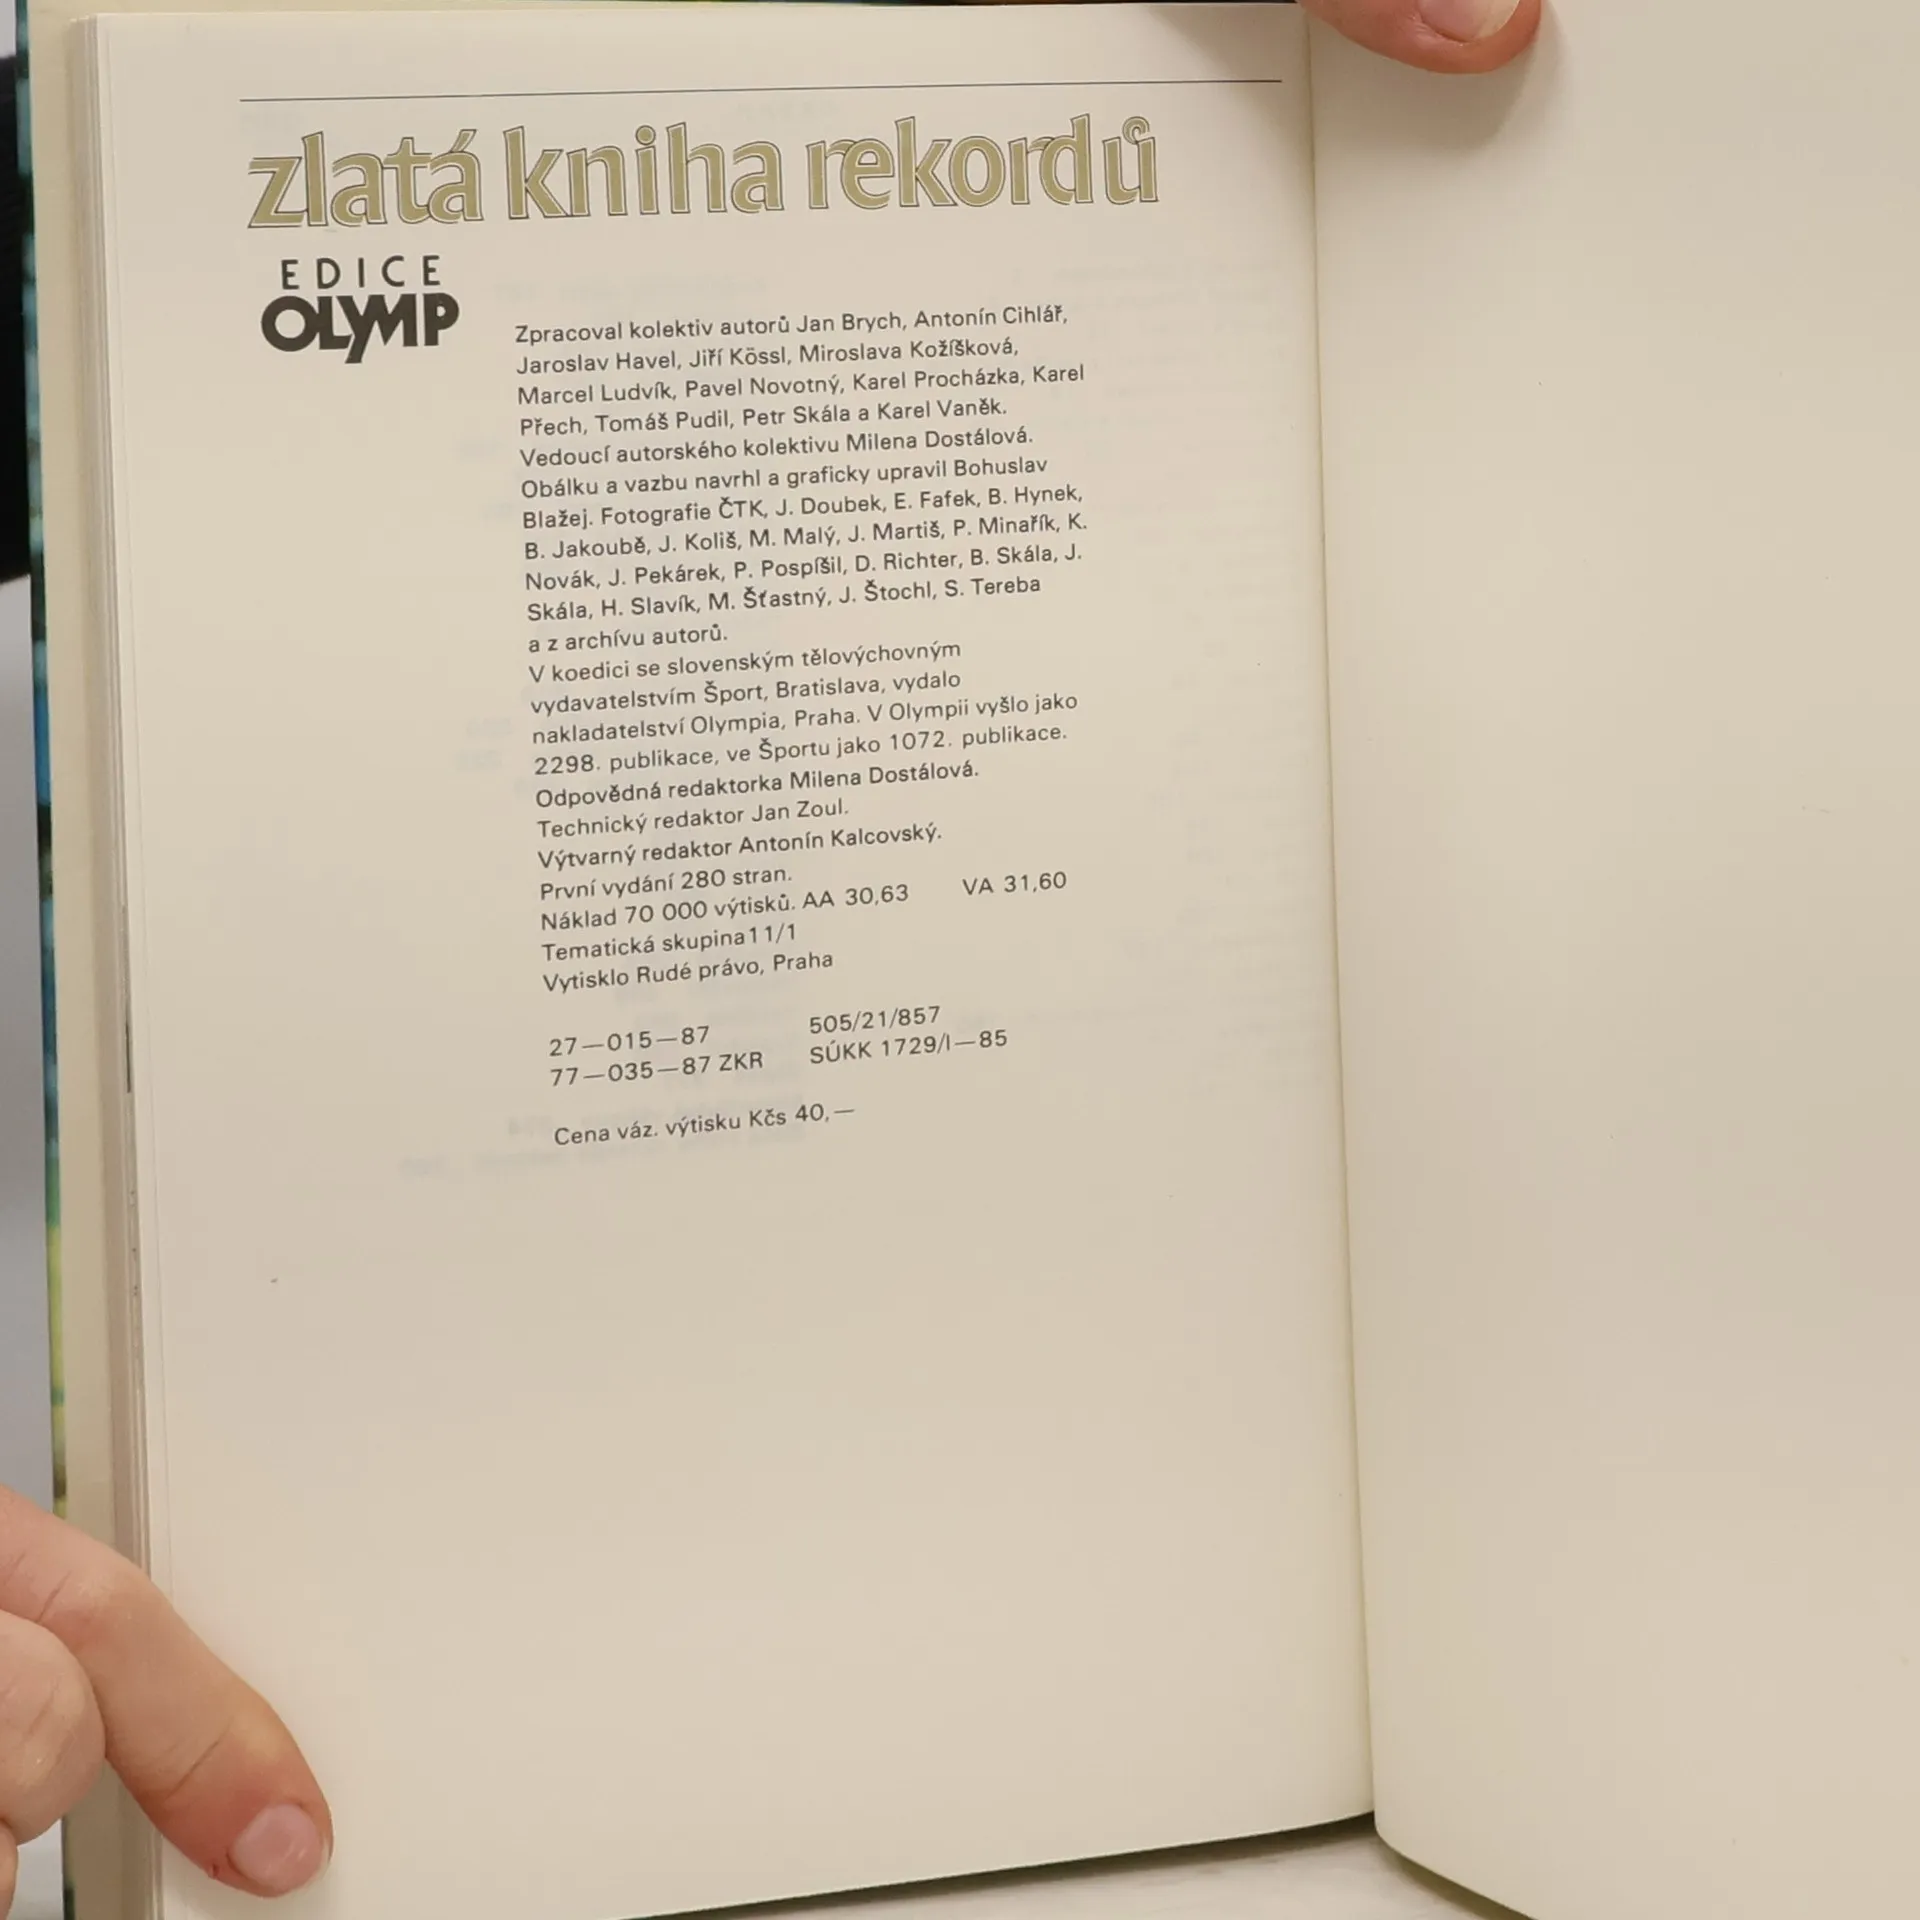 zlatá kniha rekordů
EDICE
OLYMP
Zpracoval kolektiv autorů Jan Brych, Antonín Cihlář,
Jaroslav Havel, Jiří Kössl, Miroslava Kožíšková,
Marcel Ludvík, Pavel Novotný, Karel Procházka, Karel
Přech, Tomáš Pudil, Petr Skála a Karel Vaněk.
Vedoucí autorského kolektivu Milena Dostálová.
Obálku a vazbu navrhl a graficky upravil Bohuslav
Blažej. Fotografie ČTK, J. Doubek, E. Fafek, B. Hynek,
B. Jakoubě, J. Koliš, M. Malý, J. Martiš, P. Minařík, K.
Novák, J. Pekárek, P. Pospíšil, D. Richter, B. Skála, J.
Skála, H. Slavík, M. Šťastný, J. Štochl, S. Tereba
a z archívu autorů.
V koedici se slovenským tělovýchovným
vydavatelstvím Šport, Bratislava, vydalo
nakladatelství Olympia, Praha. V Olympii vyšlo jako
2298. publikace, ve Športu jako 1072. publikace.
Odpovědná redaktorka Milena Dostálová.
Technický redaktor Jan Zoul.
Výtvarný redaktor Antonín Kalcovský.
První vydání 280 stran.
Náklad 70 000 výtisků. AA 30,63 VA 31,60
Tematická skupina11/1
Vytisklo Rudé právo, Praha
27—015—87 505/21/857
77—035—87 ZKR SÚKK 1729/I—85
Cena váz. výtisku Kčs 40,—